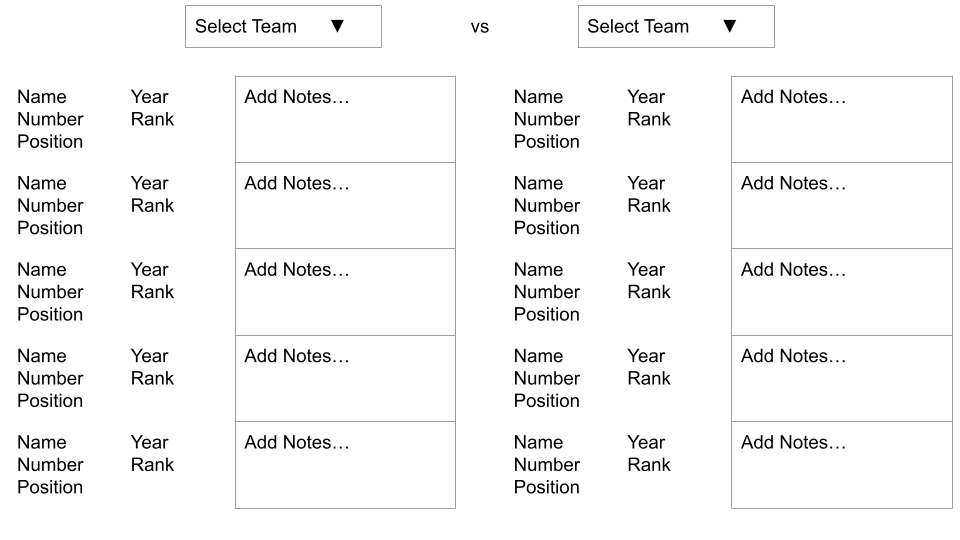 Select Team ▼ vs Select Team ▼
Name Year Add Notes… Name Year Add Notes…
Number Rank Number Rank
Position Position
Name Year Add Notes… Name Year Add Notes…
Number Rank Number Rank
Position Position
Name Year Add Notes… Name Year Add Notes…
Number Rank Number Rank
Position Position
Name Year Add Notes… Name Year Add Notes…
Number Rank Number Rank
Position Position
Name Year Add Notes… Name Year Add Notes…
Number Rank Number Rank
Position Position